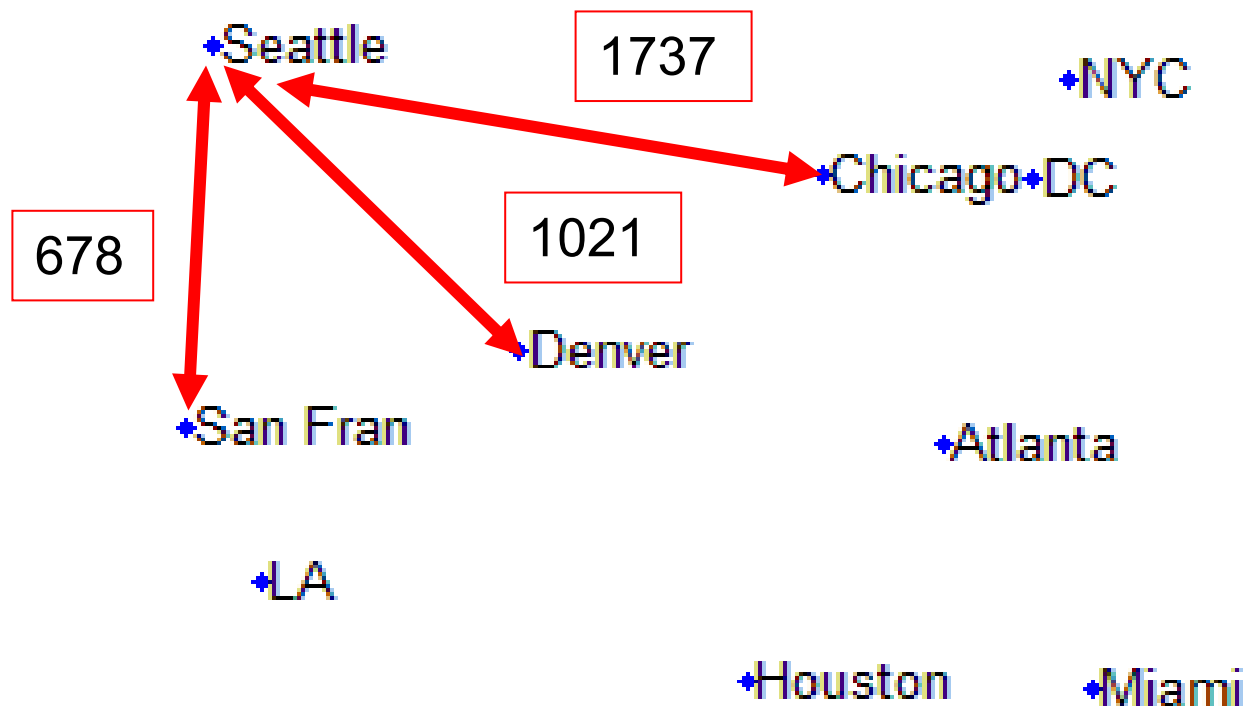 Seattle
1737
NYC
Chicago
DC
678
1021
Denver
San Fran
Atlanta
LA
Houston
Miami